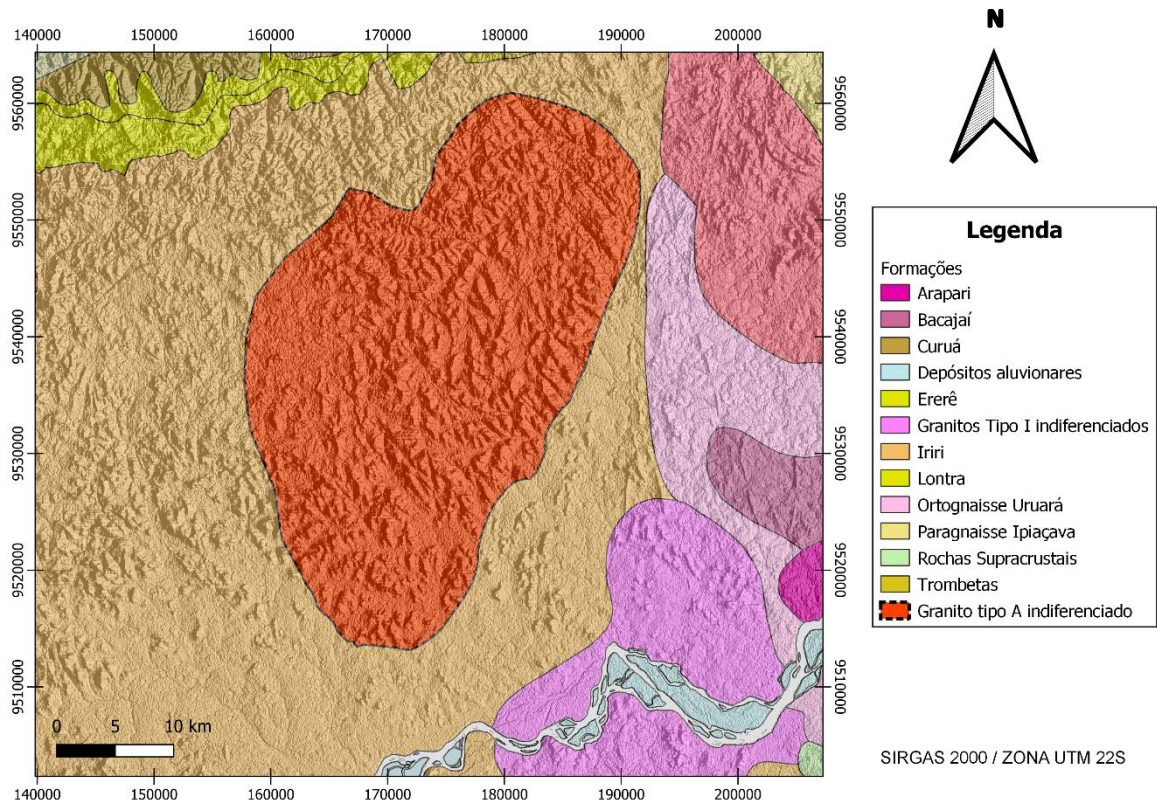 140000 150000 160000 170000 180000 190000 200000
N
9560000 9560000
9550000 9550000
9540000 9540000
9530000 9530000
9520000 9520000
9510000 9510000
Legenda
Formações
Arapari
Bacajaí
Curuá
Depósitos aluvionares
Ererê
Granitos Tipo I indiferenciados
Iriri
Lontra
Ortognaisse Uruará
Paragnaisse Ipiaçava
Rochas Supracrustais
Trombetas
Granito tipo A indiferenciado
0 5 10 km
SIRGAS 2000 / ZONA UTM 22S
140000 150000 160000 170000 180000 190000 200000